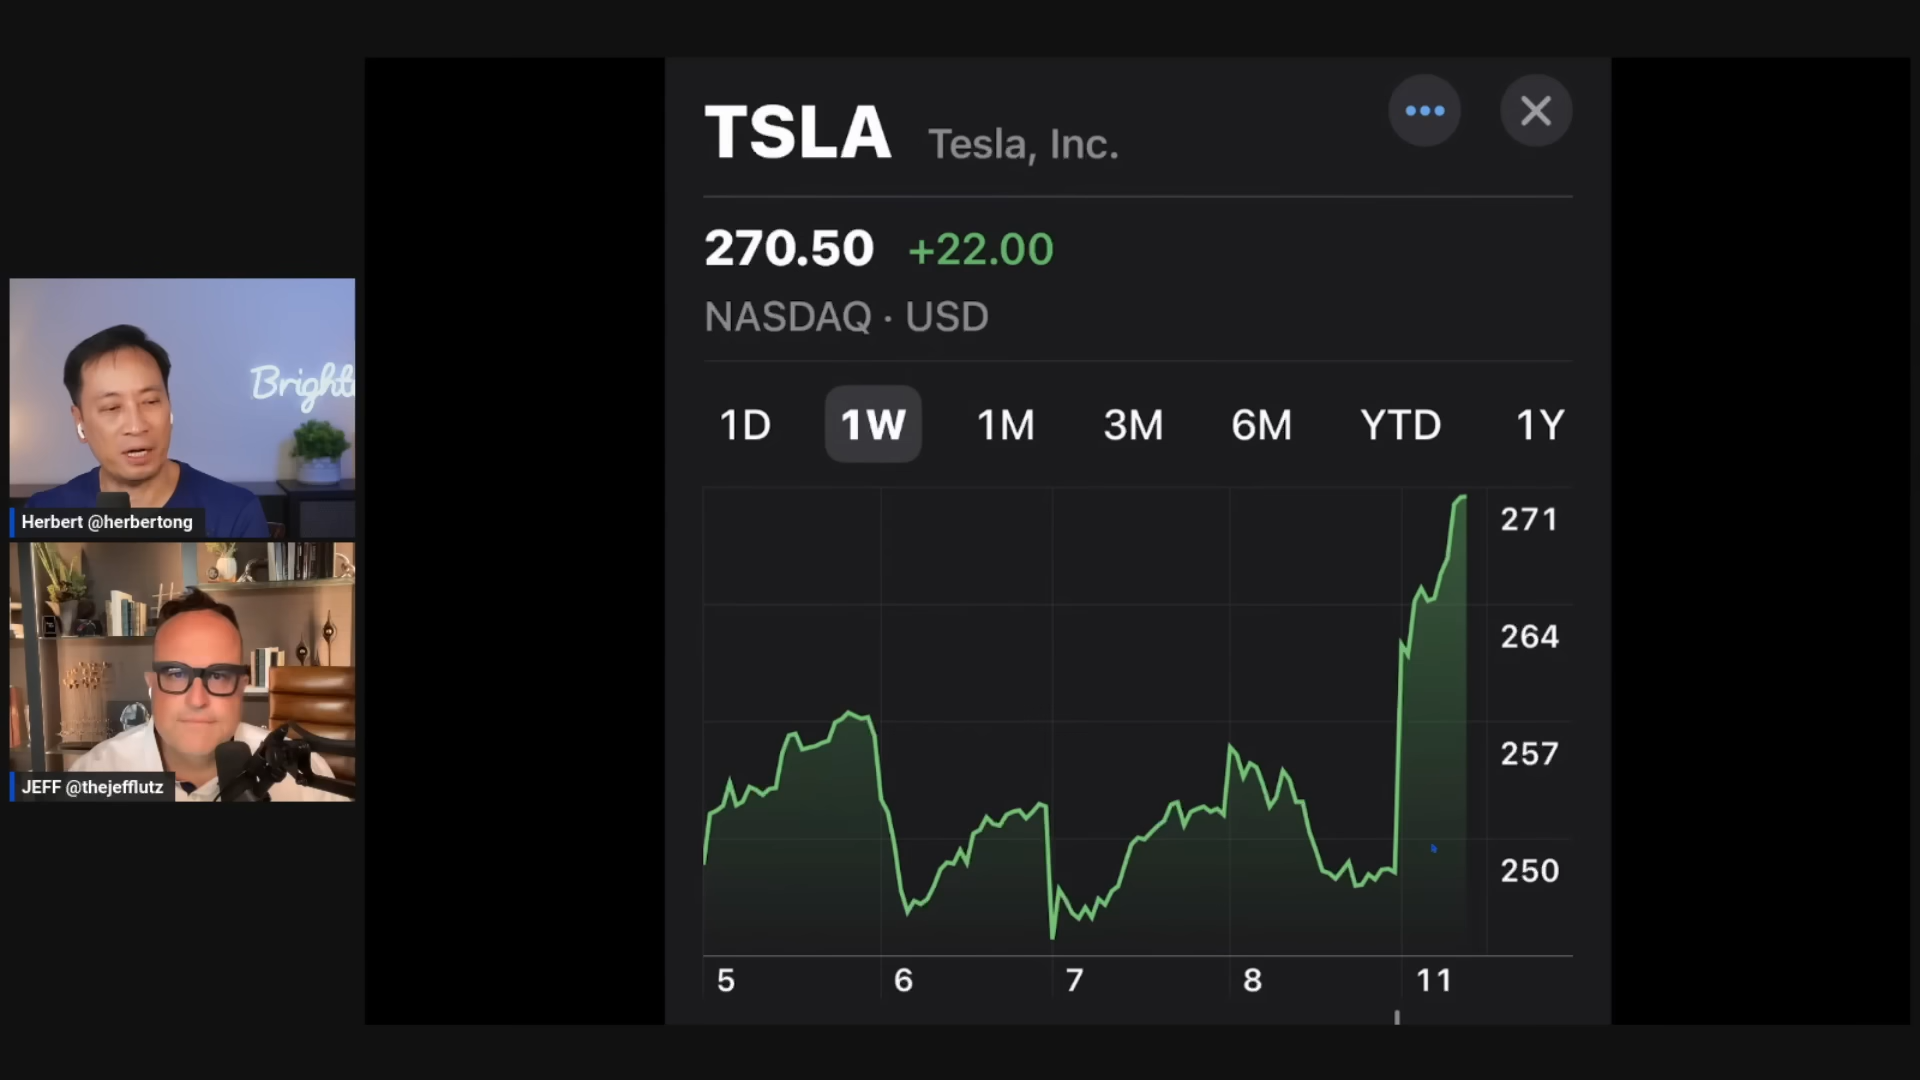 TSLA Tesla, Inc.
270.50 +22.00
NASDAQ · USD
1D 1W 1M 3M 6M YTD 1Y
271
264
257
250
5 6 7 8 11
Herbert @herbertong
JEFF @thejefflutz